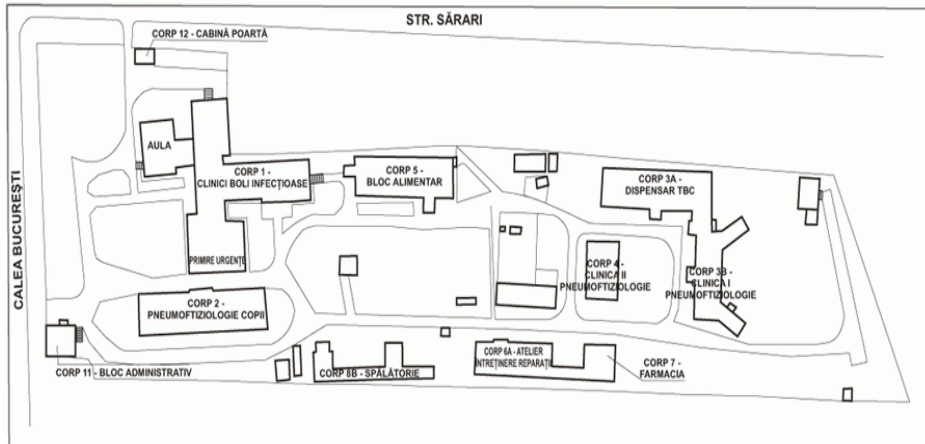 STR. SĂRARI
CORP 12 - CABINĂ POARTĂ
AULA
CORP 1 -
CLINICI BOLI INFECȚIOASE
CORP 5 -
BLOC ALIMENTAR
CORP 3A -
DISPENSAR TBC
CALEA BUCUREȘTI
PRIMIRE URGENȚE
CORP 4 -
CLINICA II
PNEUMOFTIZIOLOGIE
CORP 3B -
CLINICA I
PNEUMOFTIZIOLOGIE
CORP 2 -
PNEUMOFTIZIOLOGIE COPII
CORP 11 - BLOC ADMINISTRATIV
CORP 8B - SPĂLĂTORIE
CORP 6A - ATELIER
INTREȚINERE REPARAȚII
CORP 7 -
FARMACIA